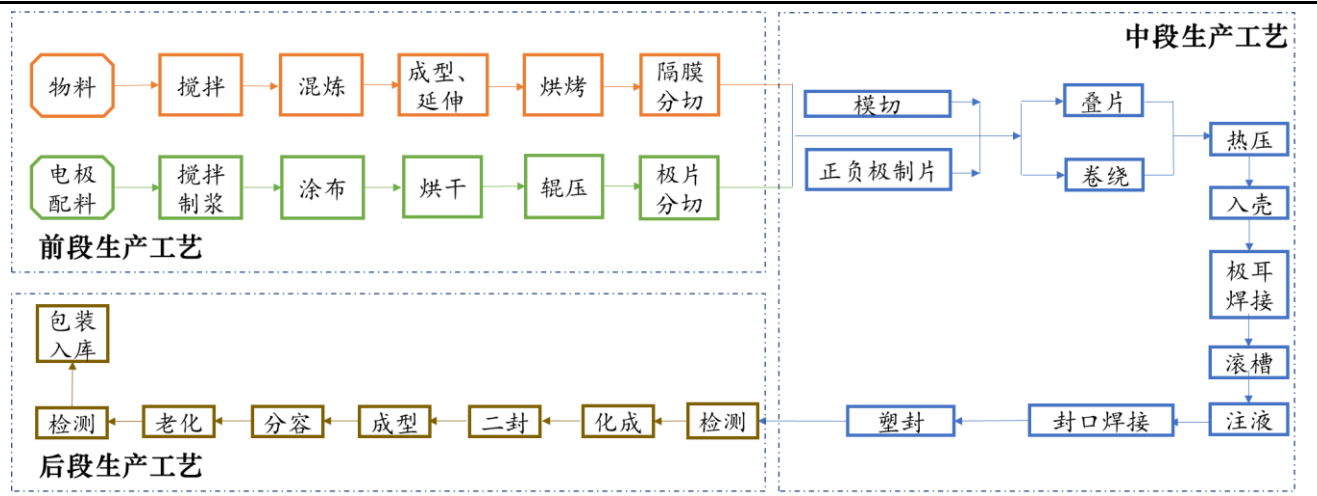 中段生产工艺
物料
搅拌
混炼
成型、
延伸
烘烤
隔膜
分切
电极
配料
搅拌
制浆
涂布
烘干
辊压
极片
分切
前段生产工艺
模切
正负极制片
叠片
卷绕
热压
入壳
极耳
焊接
滚槽
注液
封口焊接
塑封
检测
化成
二封
成型
分容
老化
检测
包装
入库
后段生产工艺